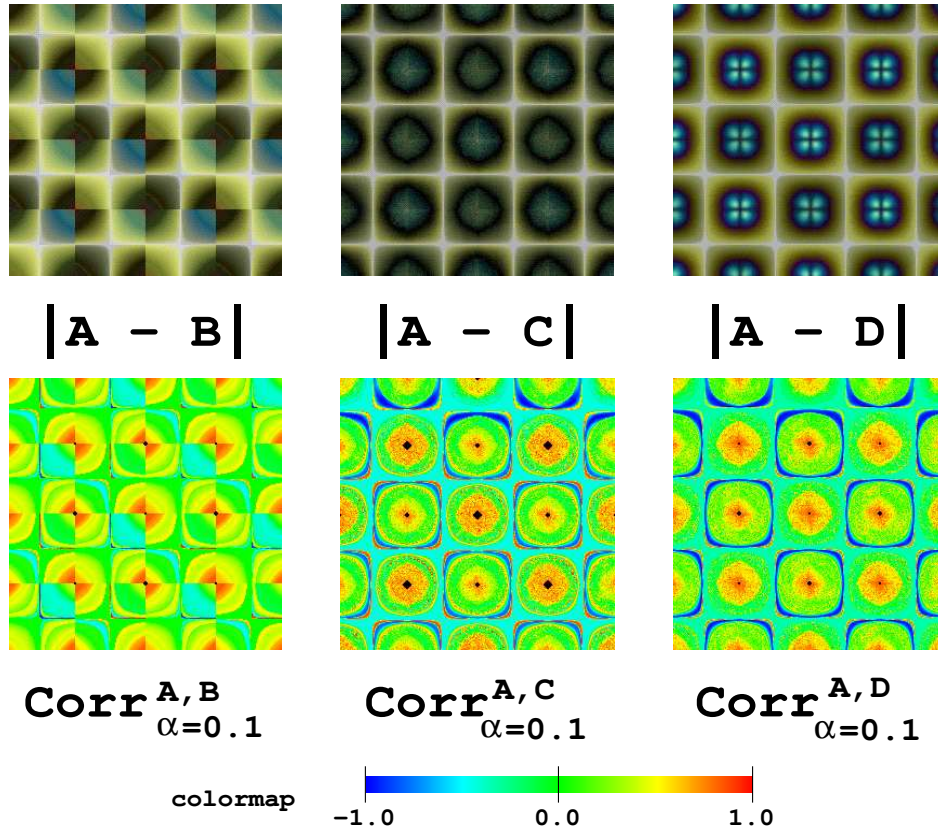 |A - B| |A - C| |A - D|
Corr A,B α=0.1 Corr A,C α=0.1 Corr A,D α=0.1
colormap
-1.0 0.0 1.0